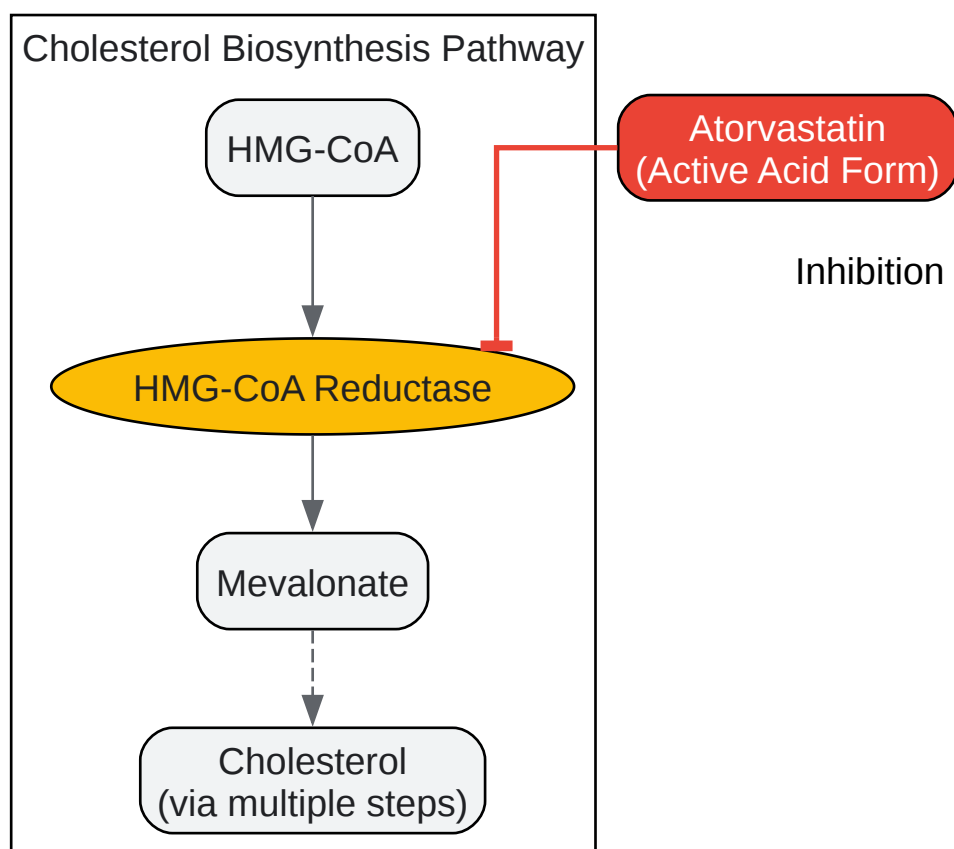 Cholesterol Biosynthesis Pathway
HMG-CoA
Atorvastatin
(Active Acid Form)
Inhibition
HMG-CoA Reductase
Mevalonate
Cholesterol
(via multiple steps)